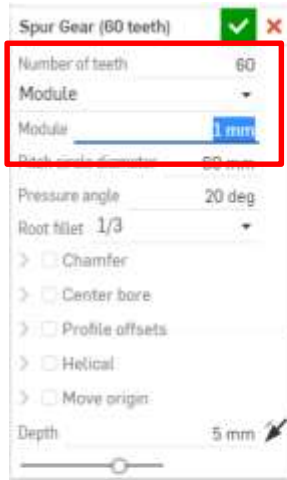 Spur Gear (60 teeth)
Number of teeth 60
Module
Module 1 mm
Pitch circle diameter 60 mm
Pressure angle 20 deg
Root fillet 1/3
Chamfer
Center bore
Profile offsets
Helical
Move origin
Depth 5 mm